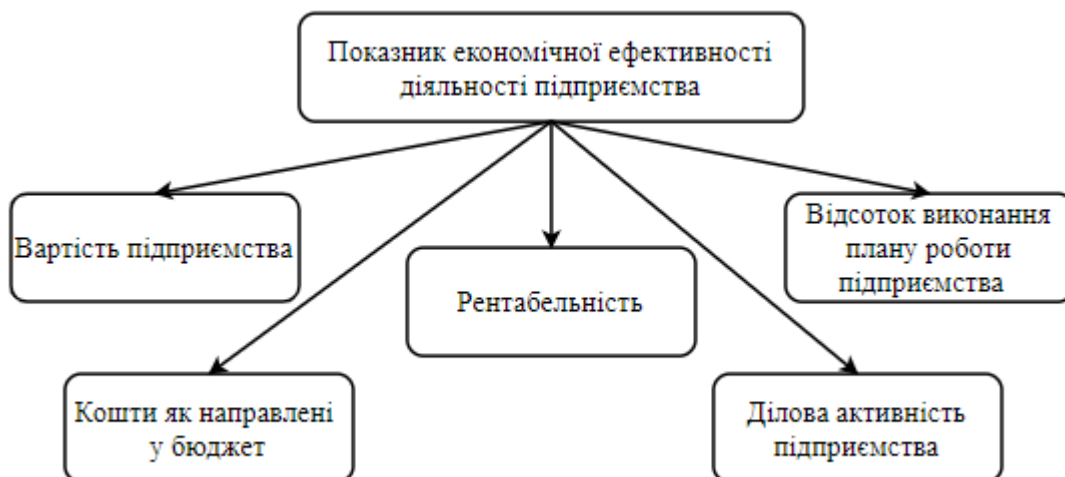 Показник економічної ефективності
діяльності підприємства
Вартість підприємства
Відсоток виконання
плану роботи
підприємства
Рентабельність
Кошти як направлені
у бюджет
Ділова активність
підприємства